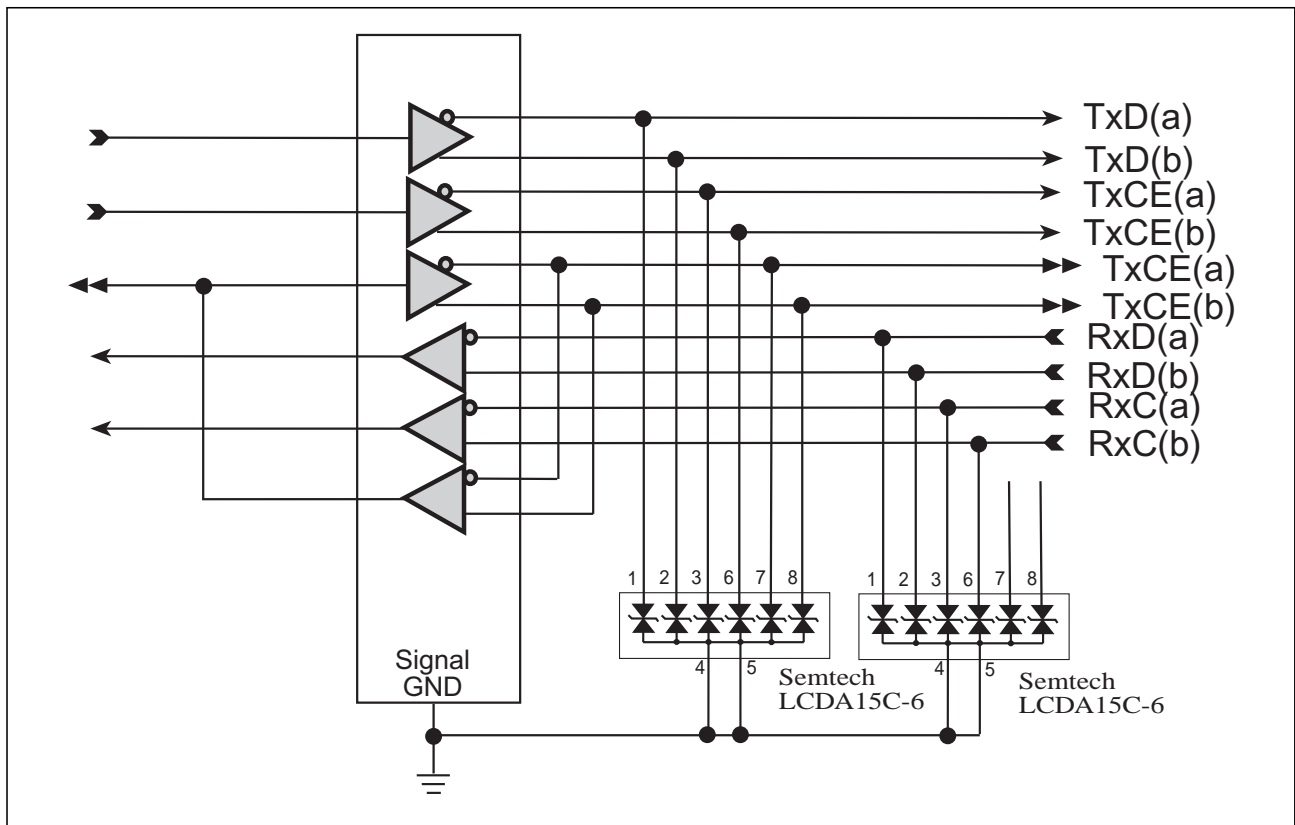 TxD(a)
TxD(b)
TxCE(a)
TxCE(b)
TxCE(a)
TxCE(b)
RxD(a)
RxD(b)
RxC(a)
RxC(b)
1 2 3 6 7 8
1 2 3 6 7 8
4 5
4 5
Signal
GND
Semtech
LCDA15C-6
Semtech
LCDA15C-6